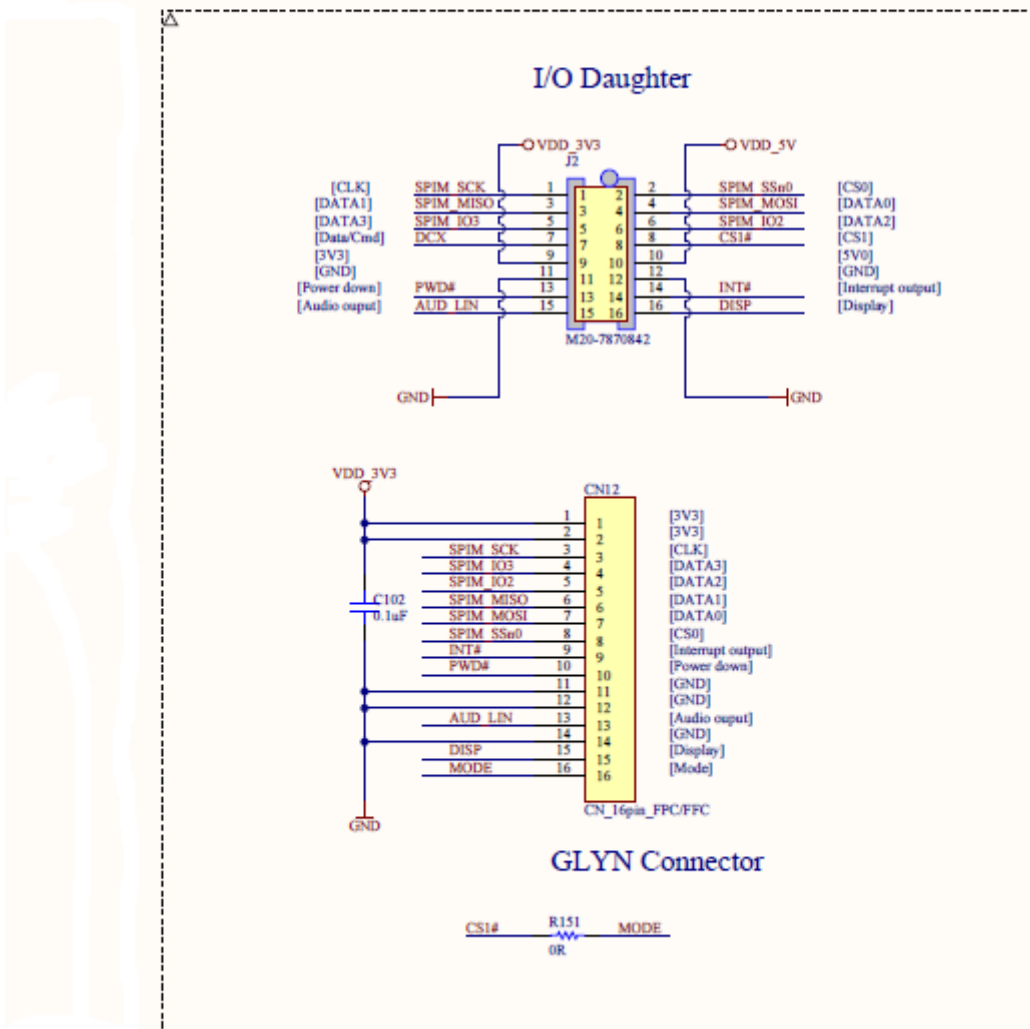 I/O Daughter
VDD_3V3 VDD_5V
J2
[CLK] SPIM_SCK 1 1 2 2 SPIM_SSn0 [CS0]
[DATA1] SPIM_MISO 3 3 4 4 SPIM_MOSI [DATA0]
[DATA3] SPIM_IO3 5 5 6 6 SPIM_IO2 [DATA2]
[Data/Cmd] DCX 7 7 8 8 CS1# [CS1]
[3V3] 9 9 10 10 [5V0]
[GND] 11 11 12 12 [GND]
[Power down] PWD# 13 13 14 14 INT# [Interrupt output]
[Audio ouput] AUD_LIN 15 15 16 16 DISP [Display]
M20-7870842
GND GND
VDD_3V3
CN12
1 1 [3V3]
2 2 [3V3]
SPIM_SCK 3 3 [CLK]
SPIM_IO3 4 4 [DATA3]
SPIM_IO2 5 5 [DATA2]
C102 SPIM_MISO 6 6 [DATA1]
0.1uF SPIM_MOSI 7 7 [DATA0]
SPIM_SSn0 8 8 [CS0]
INT# 9 9 [Interrupt output]
PWD# 10 10 [Power down]
11 11 [GND]
12 12 [GND]
AUD_LIN 13 13 [Audio ouput]
14 14 [GND]
DISP 15 15 [Display]
MODE 16 16 [Mode]
GND
CN_16pin_FPC/FFC
GLYN Connector
CS1# R151 MODE
0R